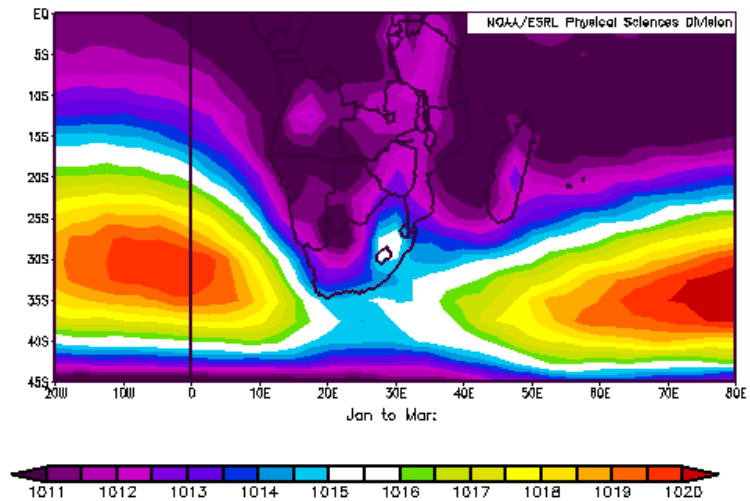 NOAA/ESRL Physical Sciences Division
EQ
5S
10S
15S
20S
25S
30S
35S
40S
45S
20W 10W 0 10E 20E 30E 40E 50E 60E 70E 80E
Jan to Mar:
1011 1012 1013 1014 1015 1016 1017 1018 1019 1020